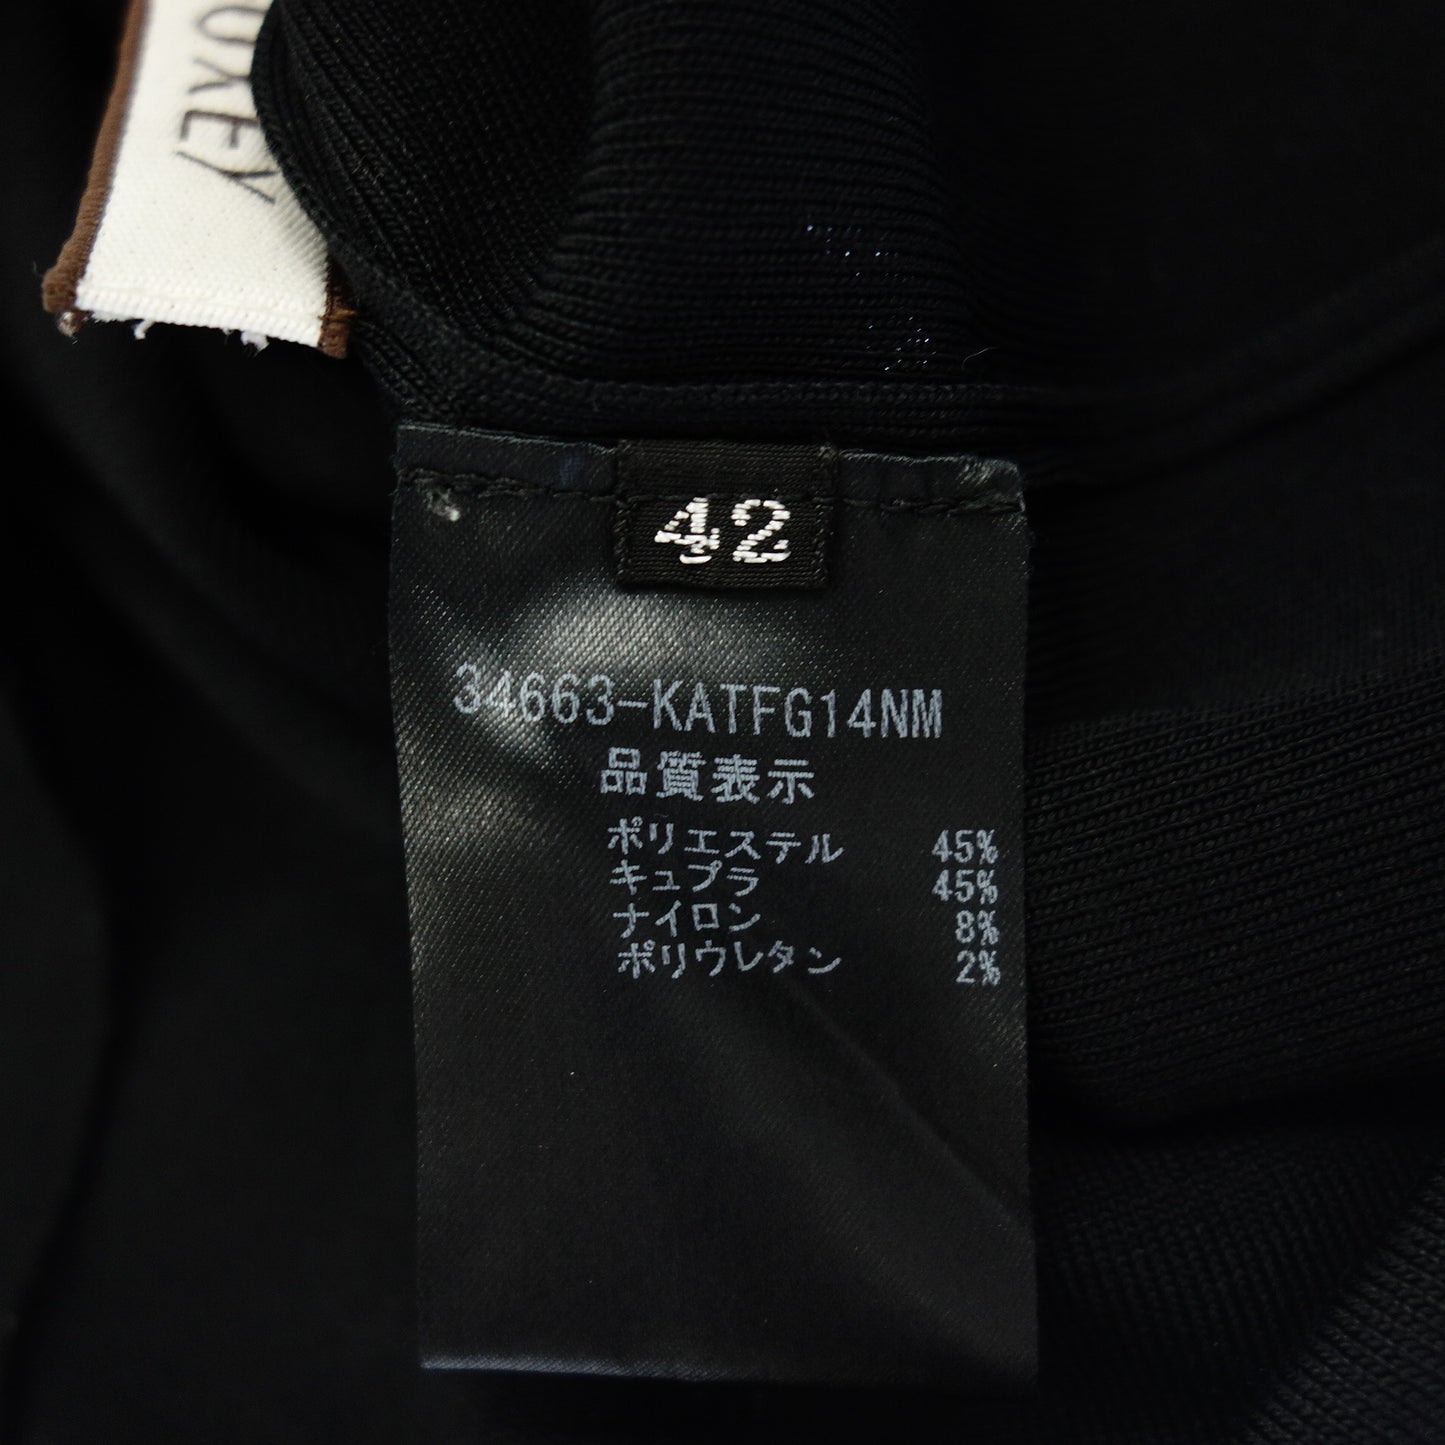 OXEY
42
34663-KATFG14NM
品質表示
ポリエステル 45%
キュプラ 45%
ナイロン 8%
ポリウレタン 2%